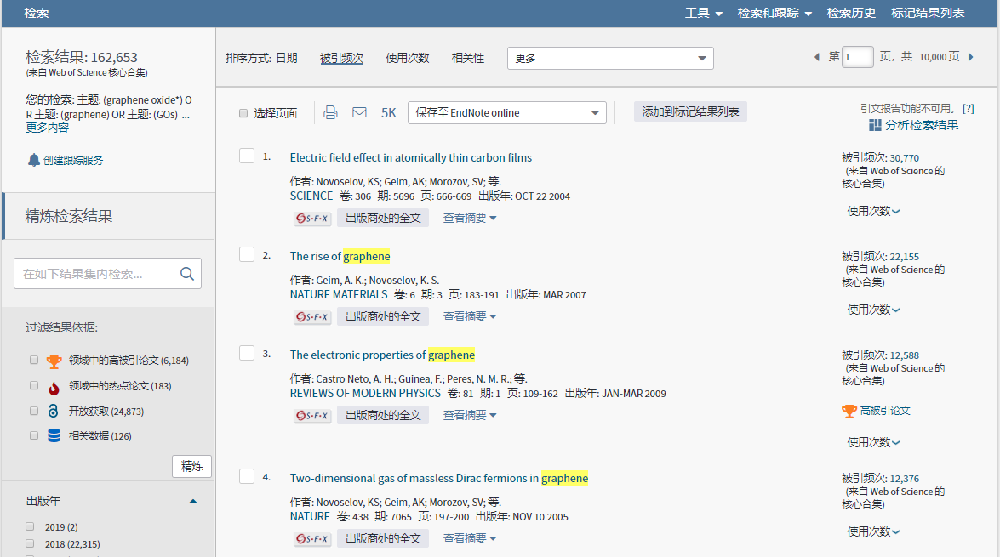 检索
工具 检索和跟踪 检索历史 标记结果列表
检索结果: 162,653
(来自 Web of Science 核心合集)
您的检索: 主题: (graphene oxide*) O
R 主题: (graphene) OR 主题: (GOs) ...
更多内容
创建跟踪服务
精炼检索结果
在如下结果集内检索...
过滤结果依据:
领域中的高被引论文 (6,184)
领域中的热点论文 (183)
开放获取 (24,873)
相关数据 (126)
精炼
出版年
2019 (2)
2018 (22,315)
排序方式: 日期 被引频次 使用次数 相关性 更多
第 1 页，共 10,000 页
选择页面 5K 保存至 EndNote online 添加到标记结果列表
引文报告功能不可用。 [?]
分析检索结果
1. Electric field effect in atomically thin carbon films
作者: Novoselov, KS; Geim, AK; Morozov, SV; 等.
SCIENCE 卷: 306 期: 5696 页: 666-669 出版年: OCT 22 2004
S·F·X 出版商处的全文 查看摘要
被引频次: 30,770
(来自 Web of Science 的
核心合集)
使用次数
2. The rise of graphene
作者: Geim, A. K.; Novoselov, K. S.
NATURE MATERIALS 卷: 6 期: 3 页: 183-191 出版年: MAR 2007
S·F·X 出版商处的全文 查看摘要
被引频次: 22,155
(来自 Web of Science 的
核心合集)
使用次数
3. The electronic properties of graphene
作者: Castro Neto, A. H.; Guinea, F.; Peres, N. M. R.; 等.
REVIEWS OF MODERN PHYSICS 卷: 81 期: 1 页: 109-162 出版年: JAN-MAR 2009
S·F·X 出版商处的全文 查看摘要
被引频次: 12,588
(来自 Web of Science 的
核心合集)
高被引论文
使用次数
4. Two-dimensional gas of massless Dirac fermions in graphene
作者: Novoselov, KS; Geim, AK; Morozov, SV; 等.
NATURE 卷: 438 期: 7065 页: 197-200 出版年: NOV 10 2005
S·F·X 出版商处的全文 查看摘要
被引频次: 12,376
(来自 Web of Science 的
核心合集)
使用次数